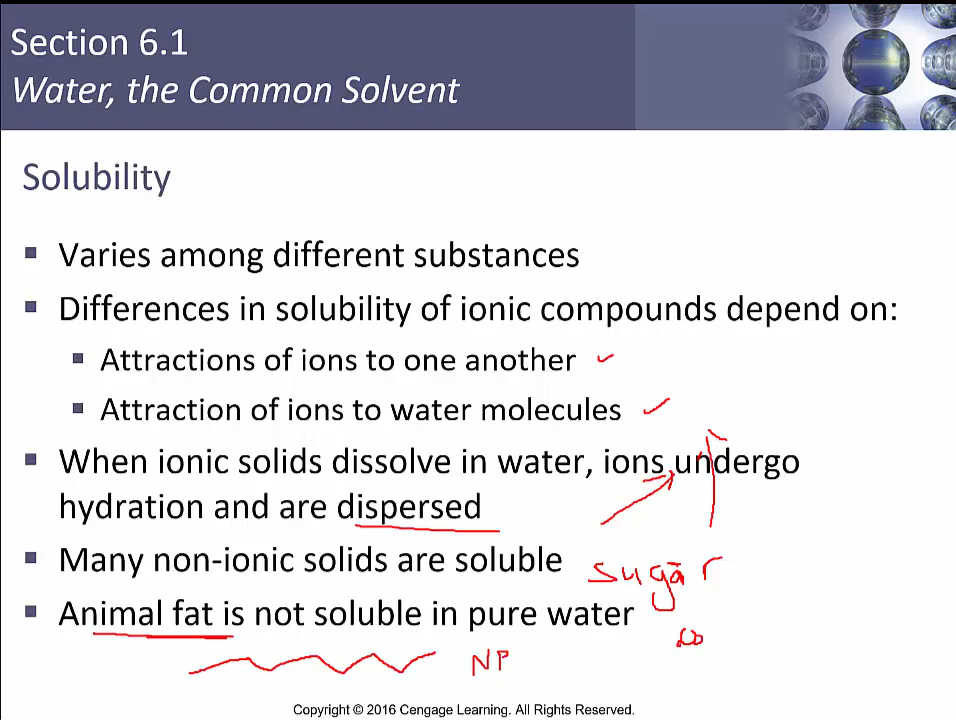 Section 6.1
Water, the Common Solvent
Solubility
▪ Varies among different substances
▪ Differences in solubility of ionic compounds depend on:
▪ Attractions of ions to one another
▪ Attraction of ions to water molecules
▪ When ionic solids dissolve in water, ions undergo
hydration and are dispersed
▪ Many non-ionic solids are soluble
sugar
▪ Animal fat is not soluble in pure water
NP
Copyright © 2016 Cengage Learning. All Rights Reserved.